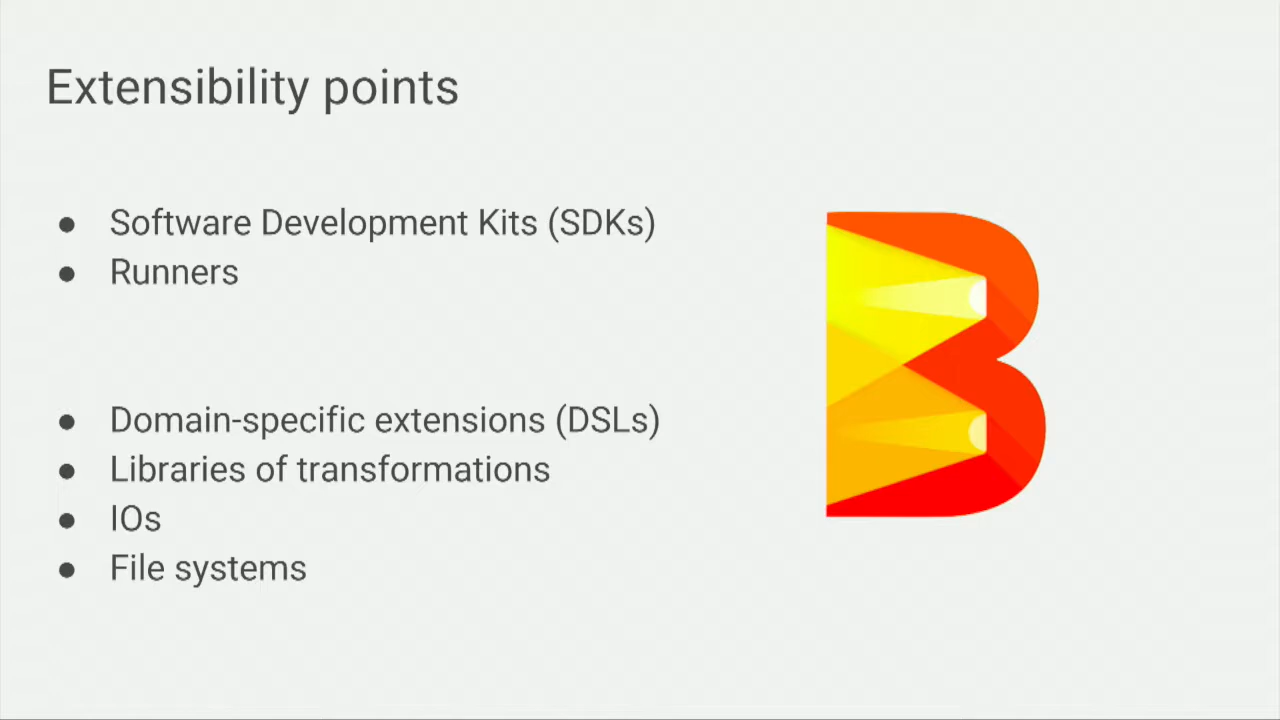 Extensibility points
● Software Development Kits (SDKs)
● Runners
● Domain-specific extensions (DSLs)
● Libraries of transformations
● IOs
● File systems
B